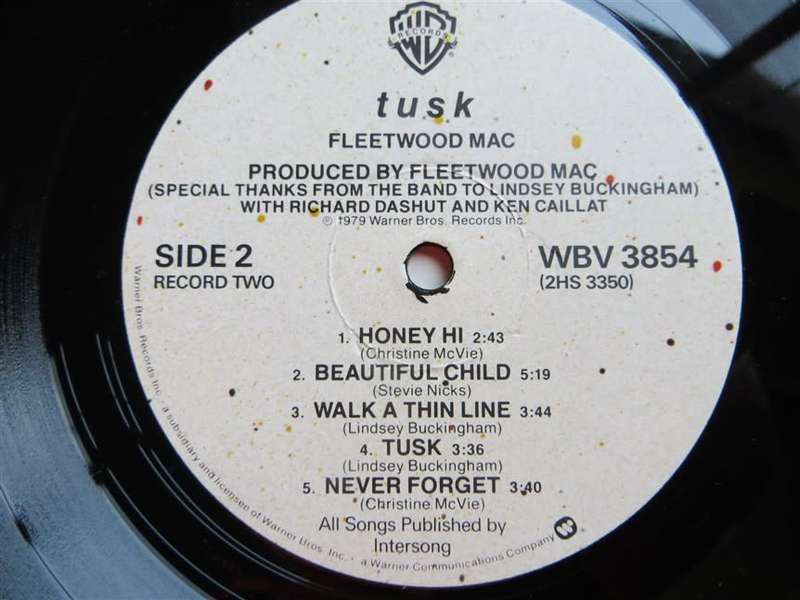 WB
RECORDS
tusk
FLEETWOOD MAC
PRODUCED BY FLEETWOOD MAC
(SPECIAL THANKS FROM THE BAND TO LINDSEY BUCKINGHAM)
WITH RICHARD DASHUT AND KEN CAILLAT
℗ 1979 Warner Bros. Records Inc.
SIDE 2
RECORD TWO
WBV 3854
(2HS 3350)
1. HONEY HI 2:43
(Christine McVie)
2. BEAUTIFUL CHILD 5:19
(Stevie Nicks)
3. WALK A THIN LINE 3:44
(Lindsey Buckingham)
4. TUSK 3:36
(Lindsey Buckingham)
5. NEVER FORGET 3:40
(Christine McVie)
All Songs Published by
Intersong
Warner Bros. Records Inc., a subsidiary and licensee of Warner Bros. Inc. • a Warner Communications Company